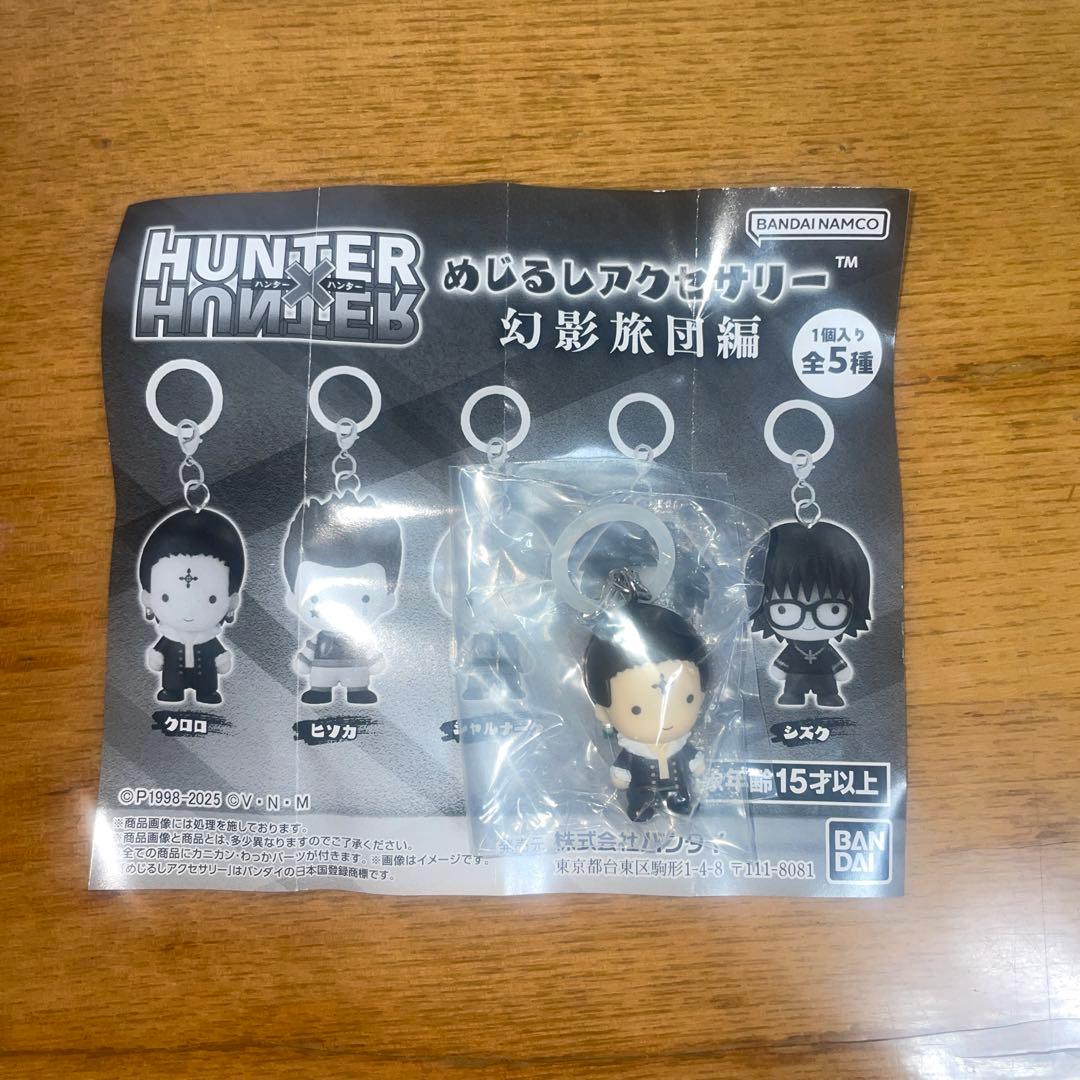 BANDAI NAMCO
HUNTER
ハンター×ハンター
HUNTER
めじるしアクセサリー™
幻影旅団編
1個入り
全5種
クロロ
ヒソカ
シャルナーク
シズク
象年齢15才以上
©P1998-2025 ©V・N・M
※商品画像には処理を施しております。
※商品画像と商品とは、多少異なりますのでご了承ください。
全ての商品にカニカン・わっかパーツが付きます。※画像はイメージです。
「めじるしアクセサリー」はバンダイの日本国登録商標です。
発売元 株式会社バンダイ
東京都台東区駒形1-4-8 〒111-8081
BAN
DAI